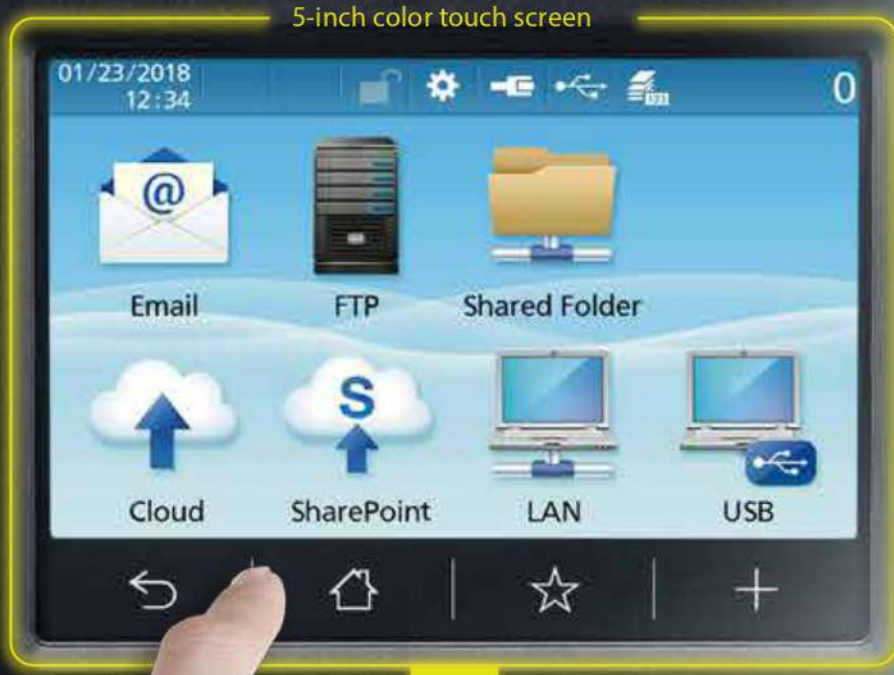 5-inch color touch screen
01/23/2018
12:34
123
0
@
Email
FTP
Shared Folder
S
Cloud
SharePoint
LAN
USB